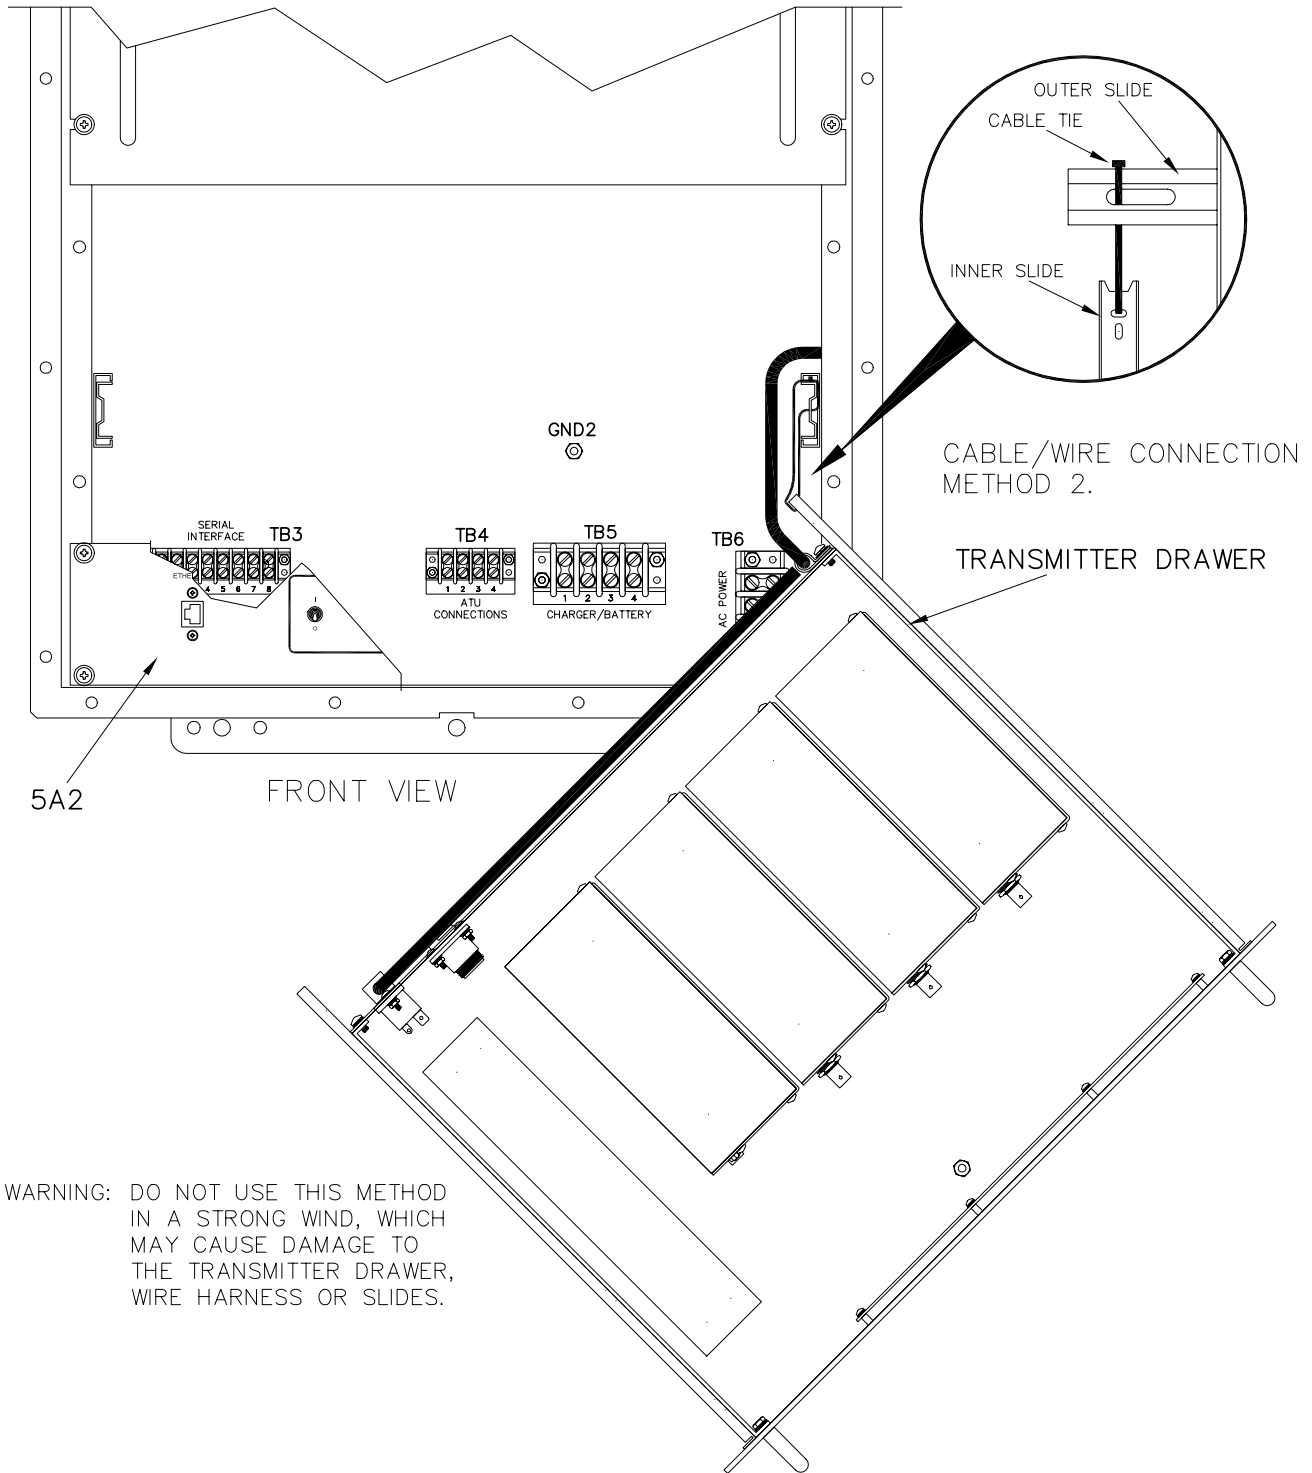 OUTER SLIDE
CABLE TIE
INNER SLIDE
CABLE/WIRE CONNECTION
METHOD 2.
GND2
SERIAL
INTERFACE
TB3
TB4
TB5
TB6
ETHE
4 5 6 7 8
1 2 3 4
ATU
CONNECTIONS
1 2 3 4
CHARGER/BATTERY
AC POWER
I
O
TRANSMITTER DRAWER
5A2
FRONT VIEW
WARNING: DO NOT USE THIS METHOD
IN A STRONG WIND, WHICH
MAY CAUSE DAMAGE TO
THE TRANSMITTER DRAWER,
WIRE HARNESS OR SLIDES.